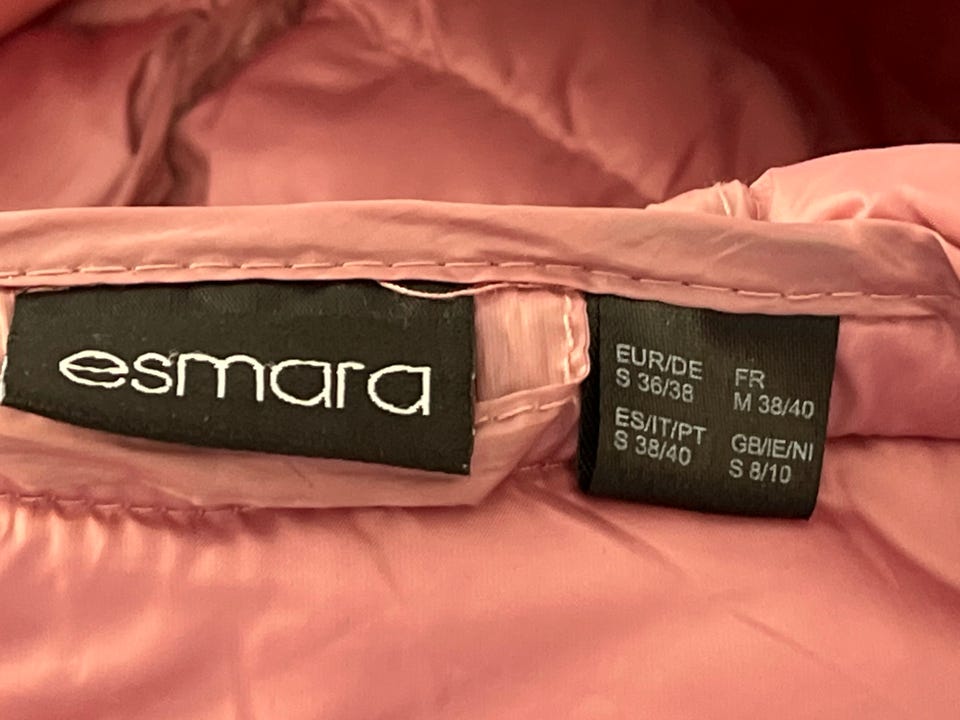 esmara
EUR/DE
S 36/38
FR
M 38/40
ES/IT/PT
S 38/40
GB/IE/NI
S 8/10